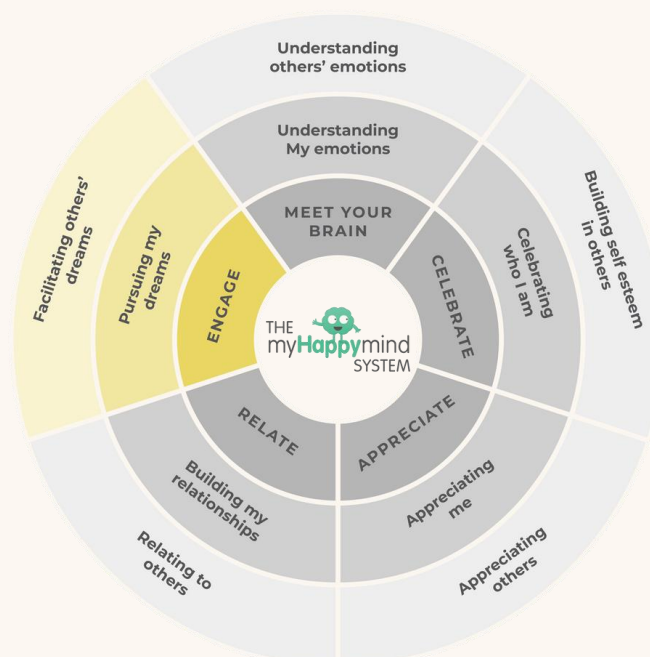 Understanding
others' emotions
Understanding
My emotions
MEET YOUR
BRAIN
Building self esteem
in others
Celebrating
who I am
CELEBRATE
Appreciating
others
Appreciating
me
APPRECIATE
Relating to
others
Building my
relationships
RELATE
Facilitating others'
dreams
Pursuing my
dreams
ENGAGE
THE
myHappymind
SYSTEM